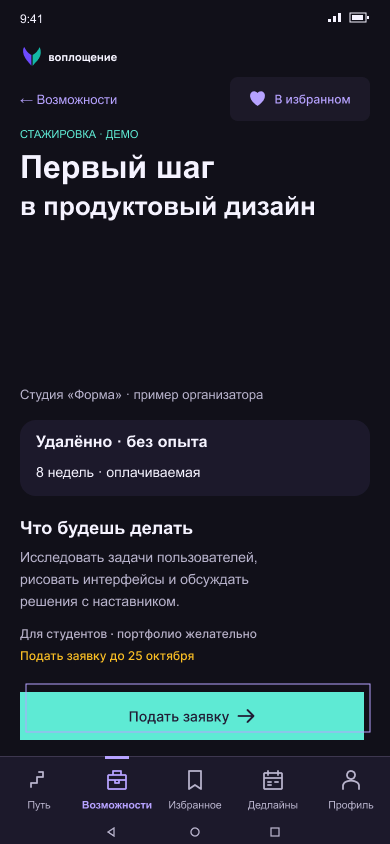 9:41
воплощение
← Возможности
В избранном
СТАЖИРОВКА · ДЕМО
Первый шаг
в продуктовый дизайн
Студия «Форма» · пример организатора
Удалённо · без опыта
8 недель · оплачиваемая
Что будешь делать
Исследовать задачи пользователей,
рисовать интерфейсы и обсуждать
решения с наставником.
Для студентов · портфолио желательно
Подать заявку до 25 октября
Подать заявку →
Путь
Возможности
Избранное
Дедлайны
Профиль